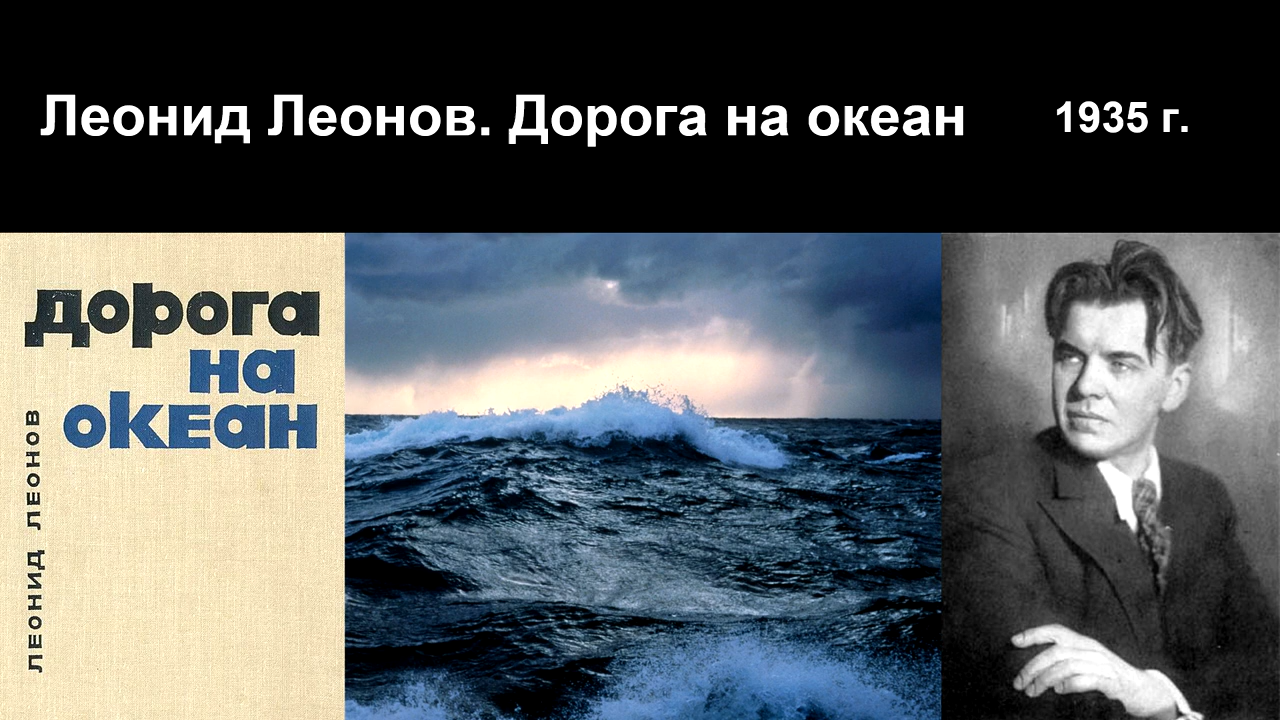 Леонид Леонов. Дорога на океан
1935 г.
дорога
на
океан
ЛЕОНИД ЛЕОНОВ